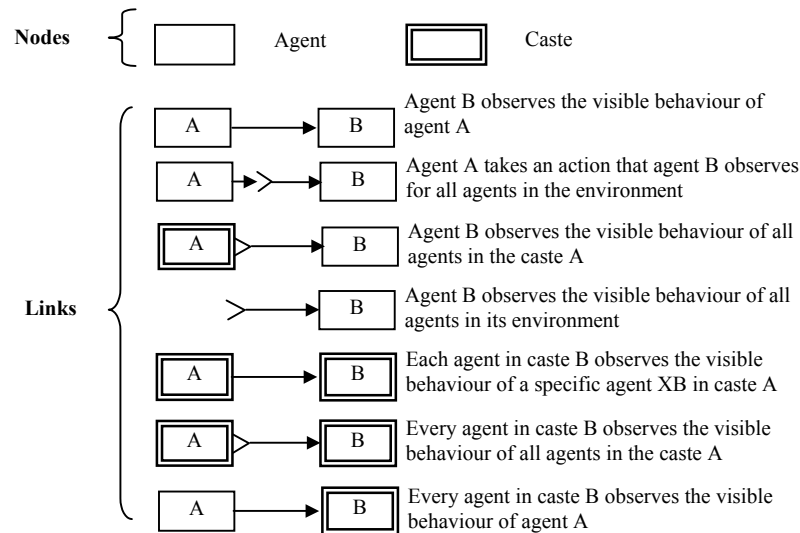 Nodes
Agent
Caste
Links
A
B
Agent B observes the visible behaviour of
agent A
A
B
Agent A takes an action that agent B observes
for all agents in the environment
A
B
Agent B observes the visible behaviour of all
agents in the caste A
B
Agent B observes the visible behaviour of all
agents in its environment
A
B
Each agent in caste B observes the visible
behaviour of a specific agent XB in caste A
A
B
Every agent in caste B observes the visible
behaviour of all agents in the caste A
A
B
Every agent in caste B observes the visible
behaviour of agent A